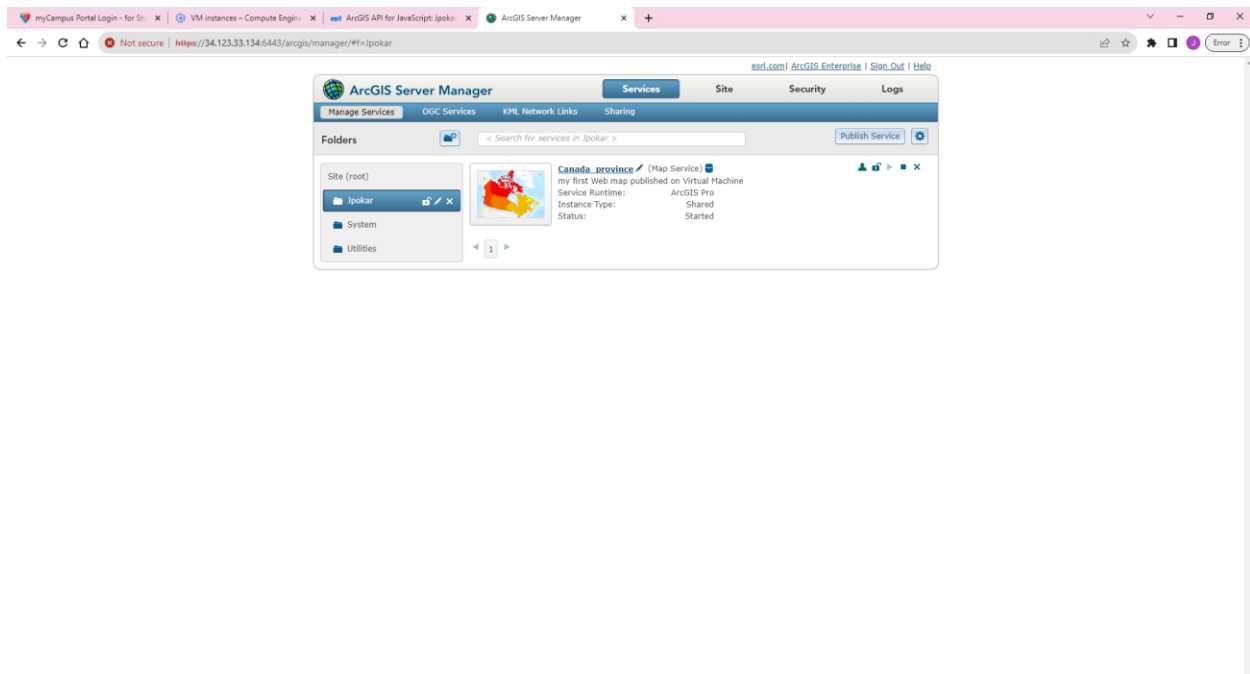 myCampus Portal Login - for St
VM instances – Compute Engine
esri ArcGIS API for JavaScript: Jpokar
ArcGIS Server Manager
Not secure https://34.123.33.134:6443/arcgis/manager/#f=Jpokar
J
Error
esri.com | ArcGIS Enterprise | Sign Out | Help
ArcGIS Server Manager
Services Site Security Logs
Manage Services OGC Services KML Network Links Sharing
Folders
< Search for services in Jpokar >
Publish Service
Site (root)
Jpokar
System
Utilities
Canada_province (Map Service)
my first Web map published on Virtual Machine
Service Runtime: ArcGIS Pro
Instance Type: Shared
Status: Started
1